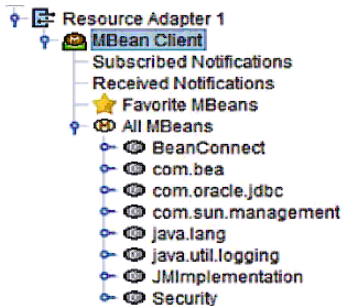 Resource Adapter 1
MBean Client
Subscribed Notifications
Received Notifications
Favorite MBeans
All MBeans
BeanConnect
com.bea
com.oracle.jdbc
com.sun.management
java.lang
java.util.logging
JMImplementation
Security